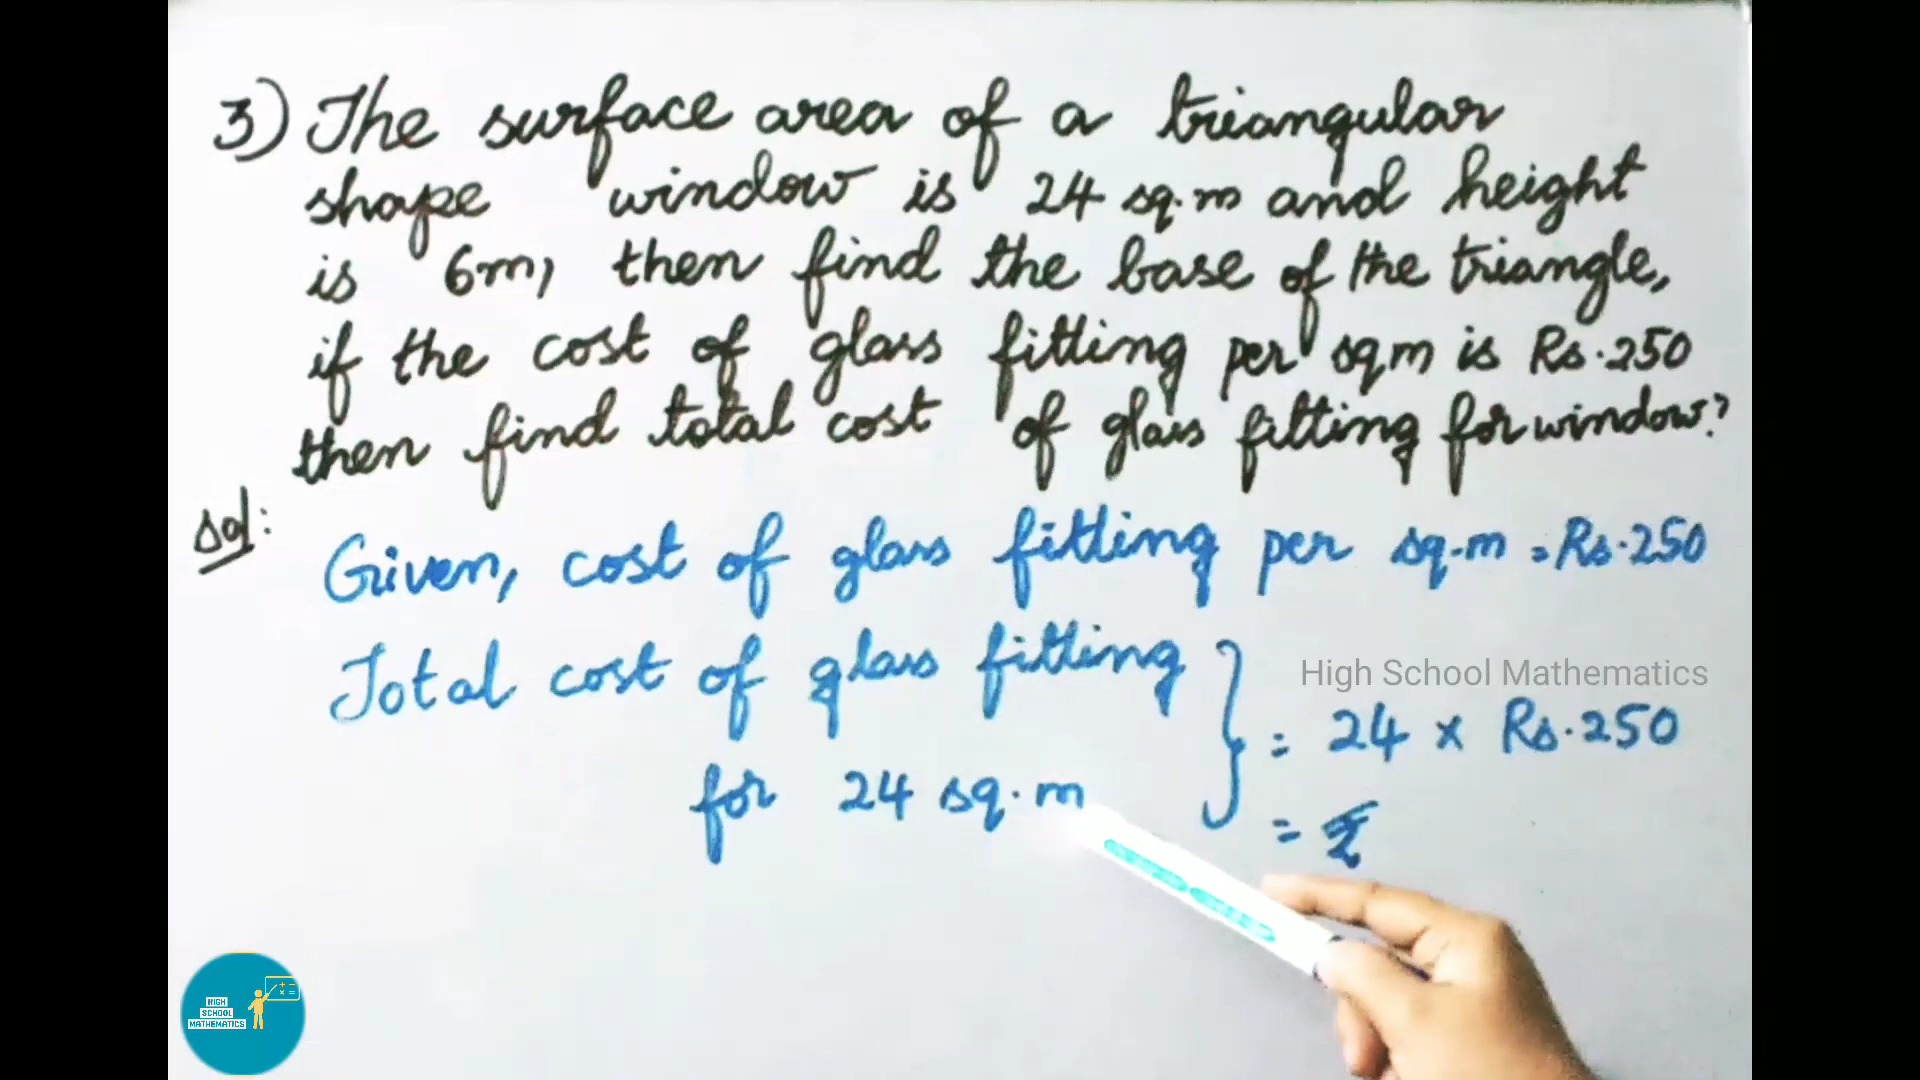 3) The surface area of a triangular
shape window is 24 sq.m and height
is 6m, then find the base of the triangle,
if the cost of glass fitting per sq.m is Rs.250
then find total cost of glass fitting for window?
Sol:
Given, cost of glass fitting per sq.m = Rs.250
Total cost of glass fitting
for 24 sq.m
High School Mathematics
= 24 × Rs.250
= ₹
HIGH
SCHOOL
MATHEMATICS